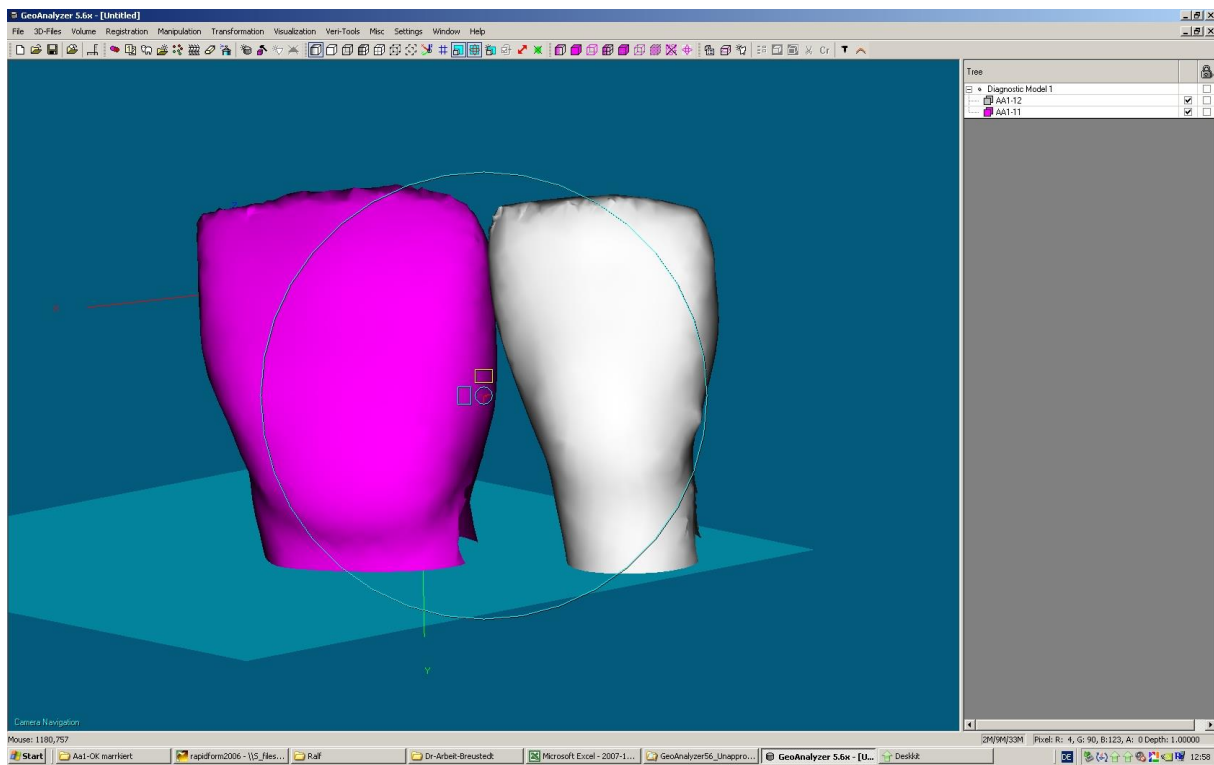 GeoAnalyzer 5.6x - [Untitled]
File 3D-Files Volume Registration Manipulation Transformation Visualization Veri-Tools Misc Settings Window Help
Cr T
Tree
Diagnostic Model 1
AA1-12
AA1-11
Z
X
Y
Camera Navigation
Mouse: 1180,757 2M/9M/33M Pixel: R: 4, G: 90, B:123, A: 0 Depth: 1.00000
Start Aa1-OK marrkiert rapidform2006 - \\S_files... Ralf Dr-Arbeit-Breustedt Microsoft Excel - 2007-1... GeoAnalyzer56_Unappro... GeoAnalyzer 5.6x - [U... Deskkit DE 12:58